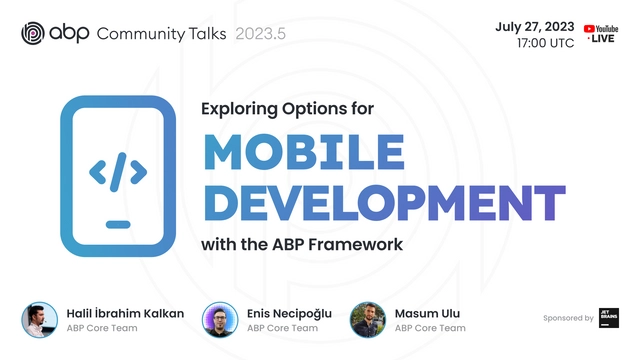 abp Community Talks 2023.5
July 27, 2023
17:00 UTC
YouTube
LIVE
Exploring Options for
MOBILE
DEVELOPMENT
with the ABP Framework
</>
Halil İbrahim Kalkan
ABP Core Team
Enis Necipoğlu
ABP Core Team
Masum Ulu
ABP Core Team
Sponsored by
JET
BRAINS